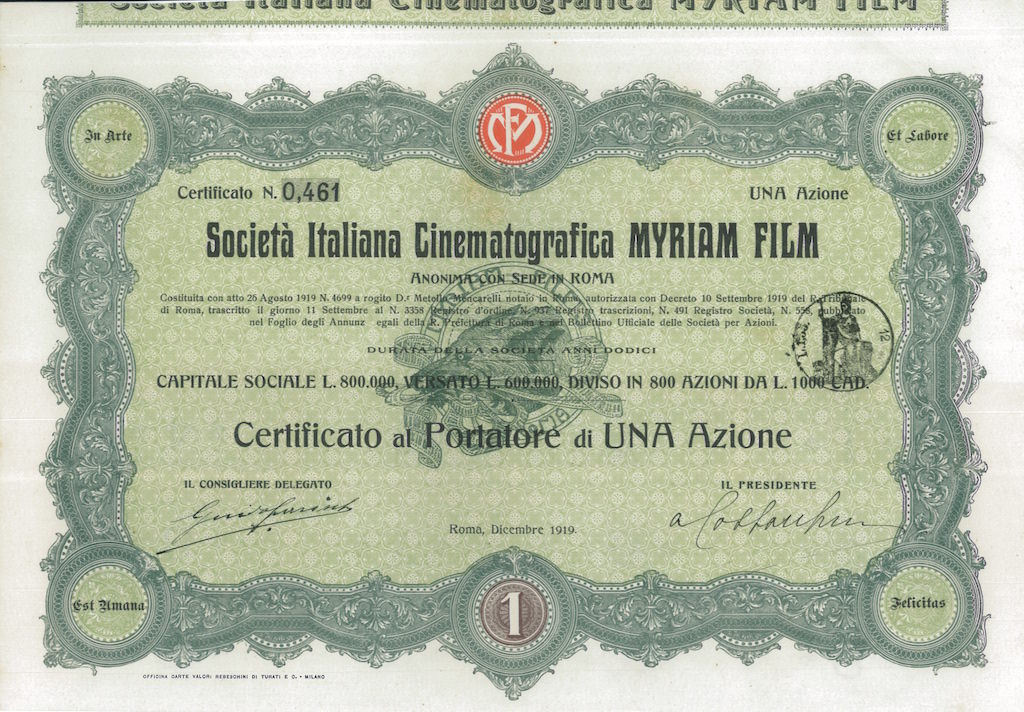 Società Italiana Cinematografica MYRIAM FILM
In Arte
Et Labore
MF
Certificato N. 0,461
UNA Azione
Società Italiana Cinematografica MYRIAM FILM
ANONIMA CON SEDE IN ROMA
Costituita con atto 26 Agosto 1919 N. 4699 a rogito D.r Metello Mencarelli notaio in Roma, autorizzata con Decreto 10 Settembre 1919 del R. Tribunale
di Roma, trascritto il giorno 11 Settembre al N. 3358 Registro d'ordine, N. 937 Registro trascrizioni, N. 491 Registro Società, N. 558, pubblicato
nel Foglio degli Annunz egali della R. Prefettura di Roma e nel Bollettino Ufficiale delle Società per Azioni.
DURATA DELLA SOCIETÀ ANNI DODICI
CAPITALE SOCIALE L. 800.000, VERSATO L. 600.000, DIVISO IN 800 AZIONI DA L. 1000 CAD.
12
Certificato al Portatore di UNA Azione
IL CONSIGLIERE DELEGATO
IL PRESIDENTE
Roma, Dicembre 1919.
Est Umana
1
Felicitas
OFFICINA CARTE VALORI REBESCHINI DI TURATI E C. - MILANO